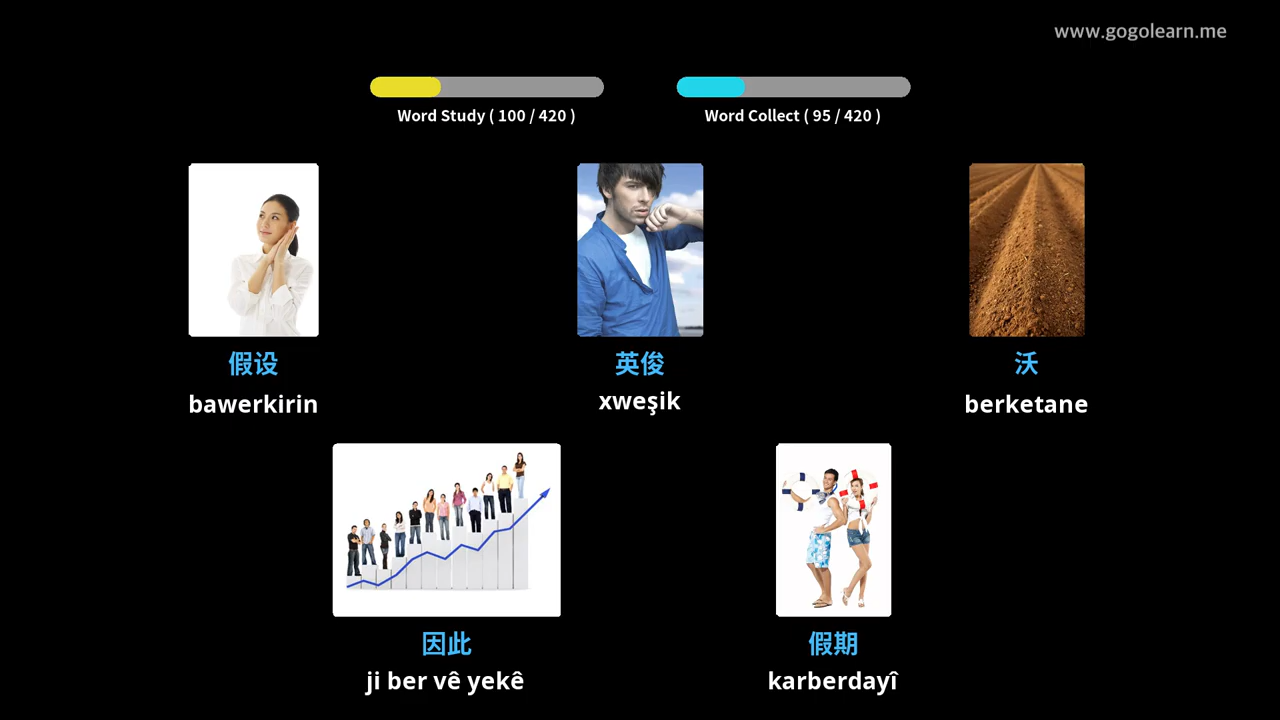 www.gogolearn.me
Word Study ( 100 / 420 )
Word Collect ( 95 / 420 )
假设
英俊
沃
bawerkirin
xweşik
berketane
因此
假期
ji ber vê yekê
karberdayî